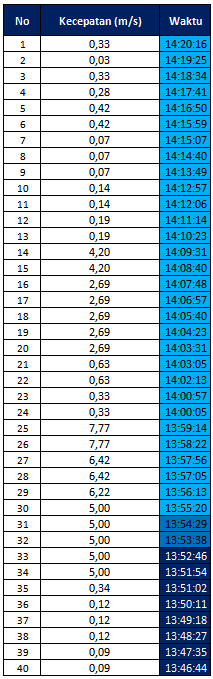 No Kecepatan (m/s) Waktu
1 0,33 14:20:16
2 0,03 14:19:25
3 0,33 14:18:34
4 0,28 14:17:41
5 0,42 14:16:50
6 0,42 14:15:59
7 0,07 14:15:07
8 0,07 14:14:40
9 0,07 14:13:49
10 0,14 14:12:57
11 0,14 14:12:06
12 0,19 14:11:14
13 0,19 14:10:23
14 4,20 14:09:31
15 4,20 14:08:40
16 2,69 14:07:48
17 2,69 14:06:57
18 2,69 14:05:40
19 2,69 14:04:23
20 2,69 14:03:31
21 0,63 14:03:05
22 0,63 14:02:13
23 0,33 14:00:57
24 0,33 14:00:05
25 7,77 13:59:14
26 7,77 13:58:22
27 6,42 13:57:56
28 6,42 13:57:05
29 6,22 13:56:13
30 5,00 13:55:20
31 5,00 13:54:29
32 5,00 13:53:38
33 5,00 13:52:46
34 5,00 13:51:54
35 0,34 13:51:02
36 0,12 13:50:11
37 0,12 13:49:18
38 0,12 13:48:27
39 0,09 13:47:35
40 0,09 13:46:44